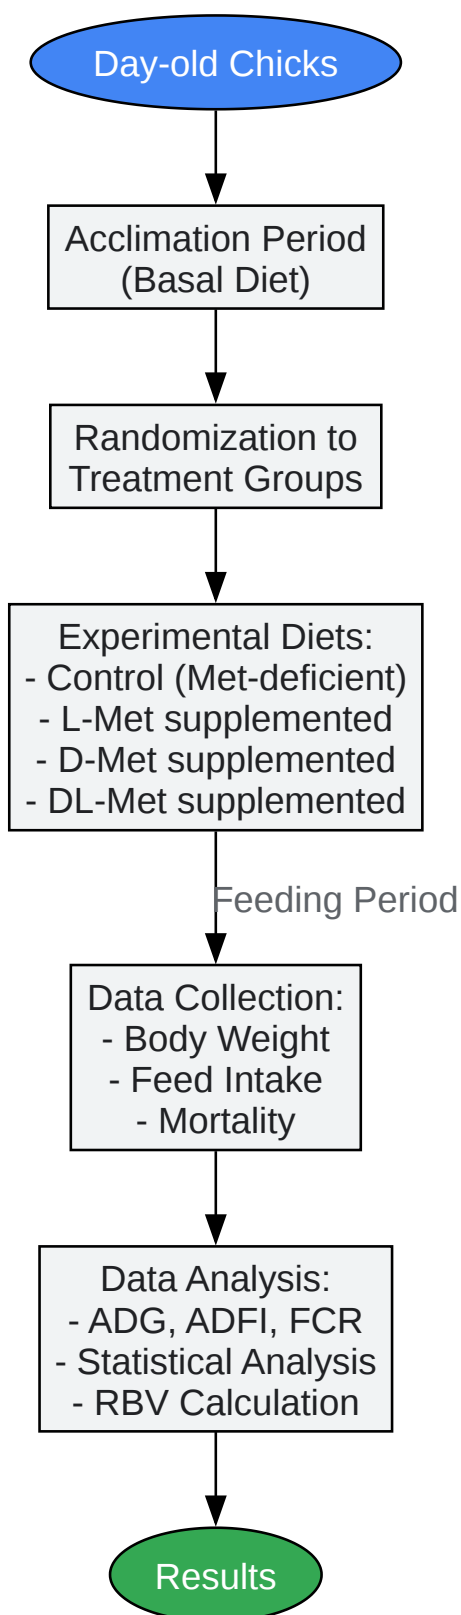 Day-old Chicks
Acclimation Period
(Basal Diet)
Randomization to
Treatment Groups
Experimental Diets:
- Control (Met-deficient)
- L-Met supplemented
- D-Met supplemented
- DL-Met supplemented
Feeding Period
Data Collection:
- Body Weight
- Feed Intake
- Mortality
Data Analysis:
- ADG, ADFI, FCR
- Statistical Analysis
- RBV Calculation
Results